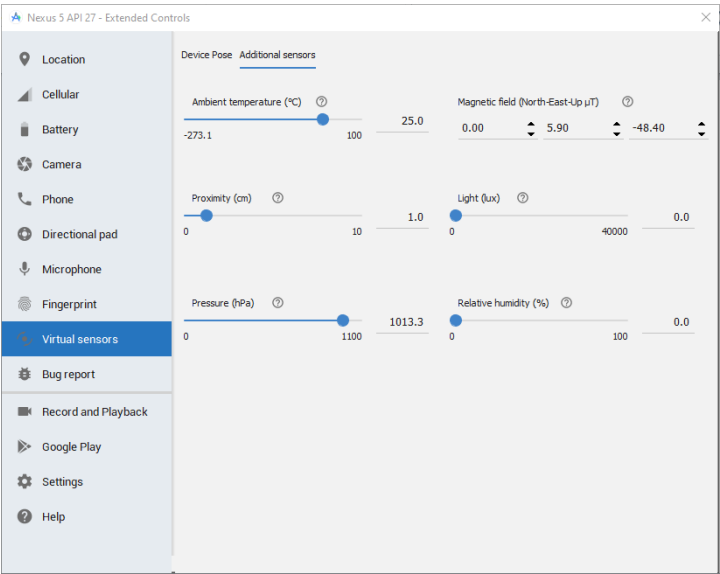 Nexus 5 API 27 - Extended Controls
Location
Cellular
Battery
Camera
Phone
Directional pad
Microphone
Fingerprint
Virtual sensors
Bug report
Record and Playback
Google Play
Settings
Help
Device Pose Additional sensors
Ambient temperature (°C)
25.0
-273.1 100
Magnetic field (North-East-Up μT)
0.00 5.90 -48.40
Proximity (cm)
1.0
0 10
Light (lux)
0.0
0 40000
Pressure (hPa)
1013.3
0 1100
Relative humidity (%)
0.0
0 100